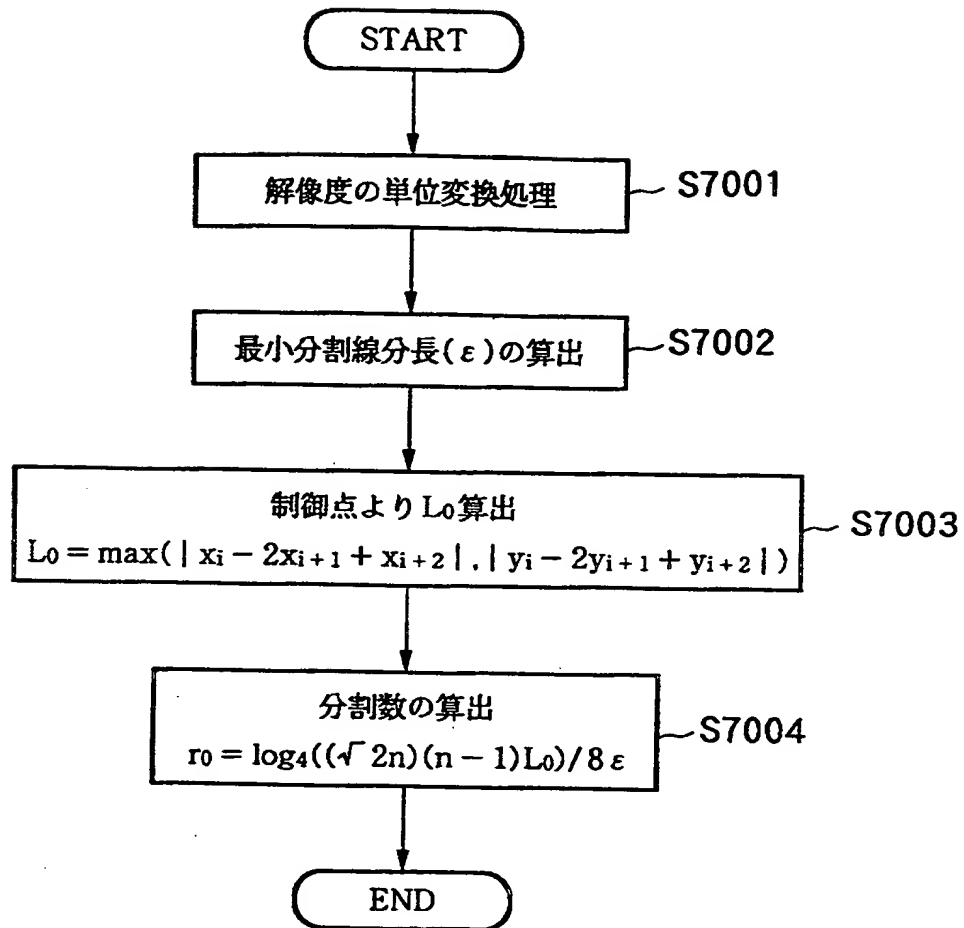 START
解像度の単位変換処理
S7001
最小分割線分長(ε)の算出
S7002
制御点よりL₀算出
L₀ = max(| xᵢ − 2xᵢ₊₁ + xᵢ₊₂|,| yᵢ − 2yᵢ₊₁ + yᵢ₊₂|)
S7003
分割数の算出
r₀ = log₄((√ 2n)(n − 1)L₀)/8ε
S7004
END